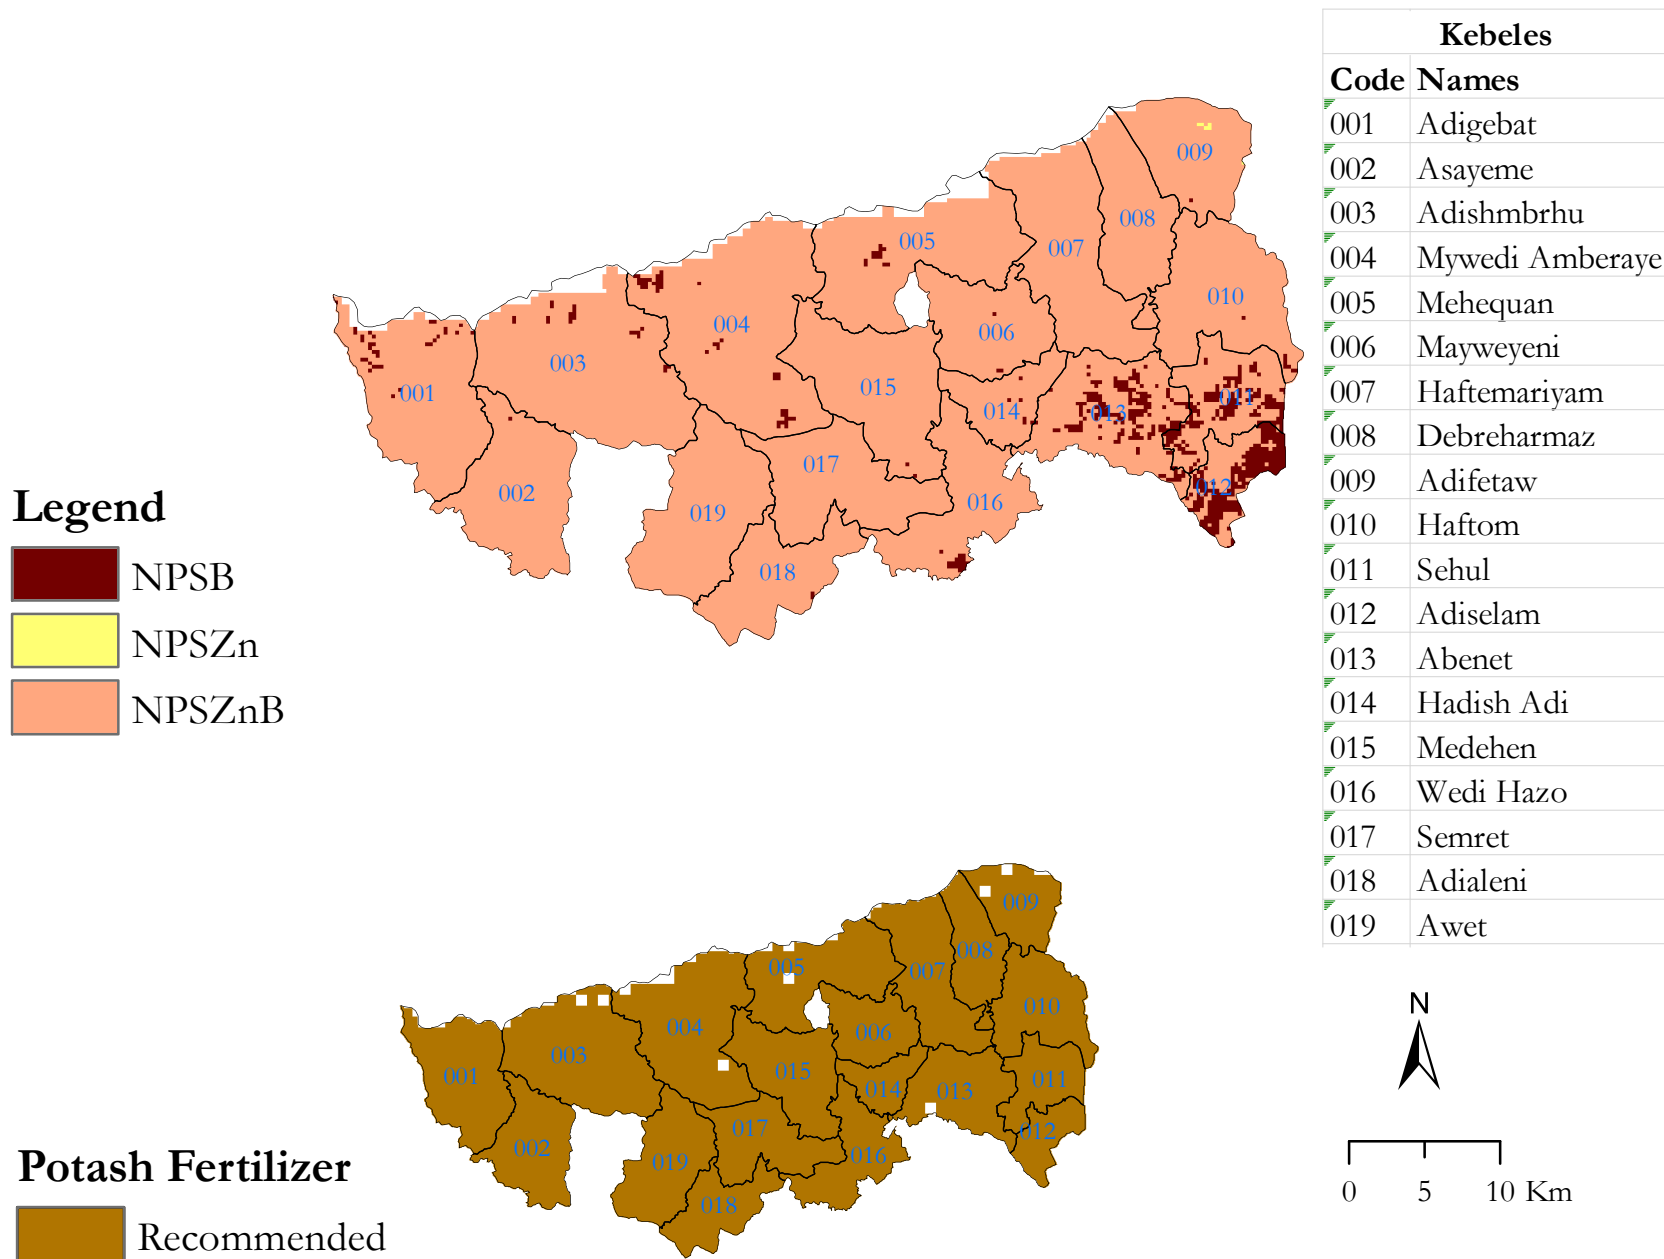 Kebeles
Code Names
001 Adigebat
002 Asayeme
003 Adishmbrhu
004 Mywedi Amberaye
005 Mehequan
006 Mayweyeni
007 Haftemariyam
008 Debreharmaz
009 Adifetaw
010 Haftom
011 Sehul
012 Adiselam
013 Abenet
014 Hadish Adi
015 Medehen
016 Wedi Hazo
017 Semret
018 Adialeni
019 Awet
009
008
005
007
010
004
006
003
015
001
011
014
013
017
002
012
016
019
018
Legend
NPSB
NPSZn
NPSZnB
009
008
005
007
010
004
006
003
015
001
011
014
013
017
012
002
016
019
018
N
0 5 10 Km
Potash Fertilizer
Recommended